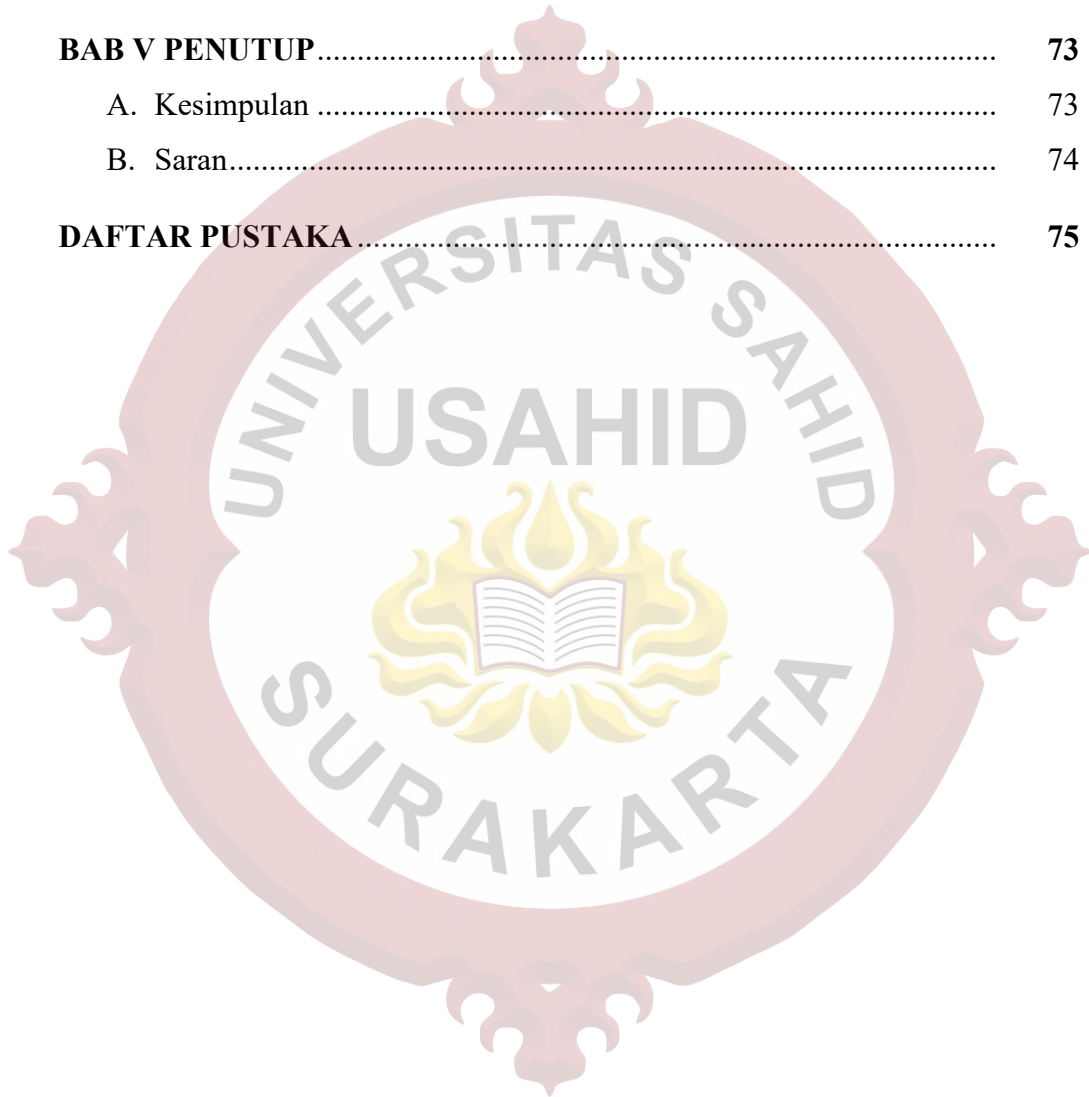 BAB V PENUTUP.......................................................................................... 73
A. Kesimpulan .......................................................................................... 73
B. Saran..................................................................................................... 74
DAFTAR PUSTAKA..................................................................................... 75
UNIVERSITAS SAHID
USAHID
SURAKARTA